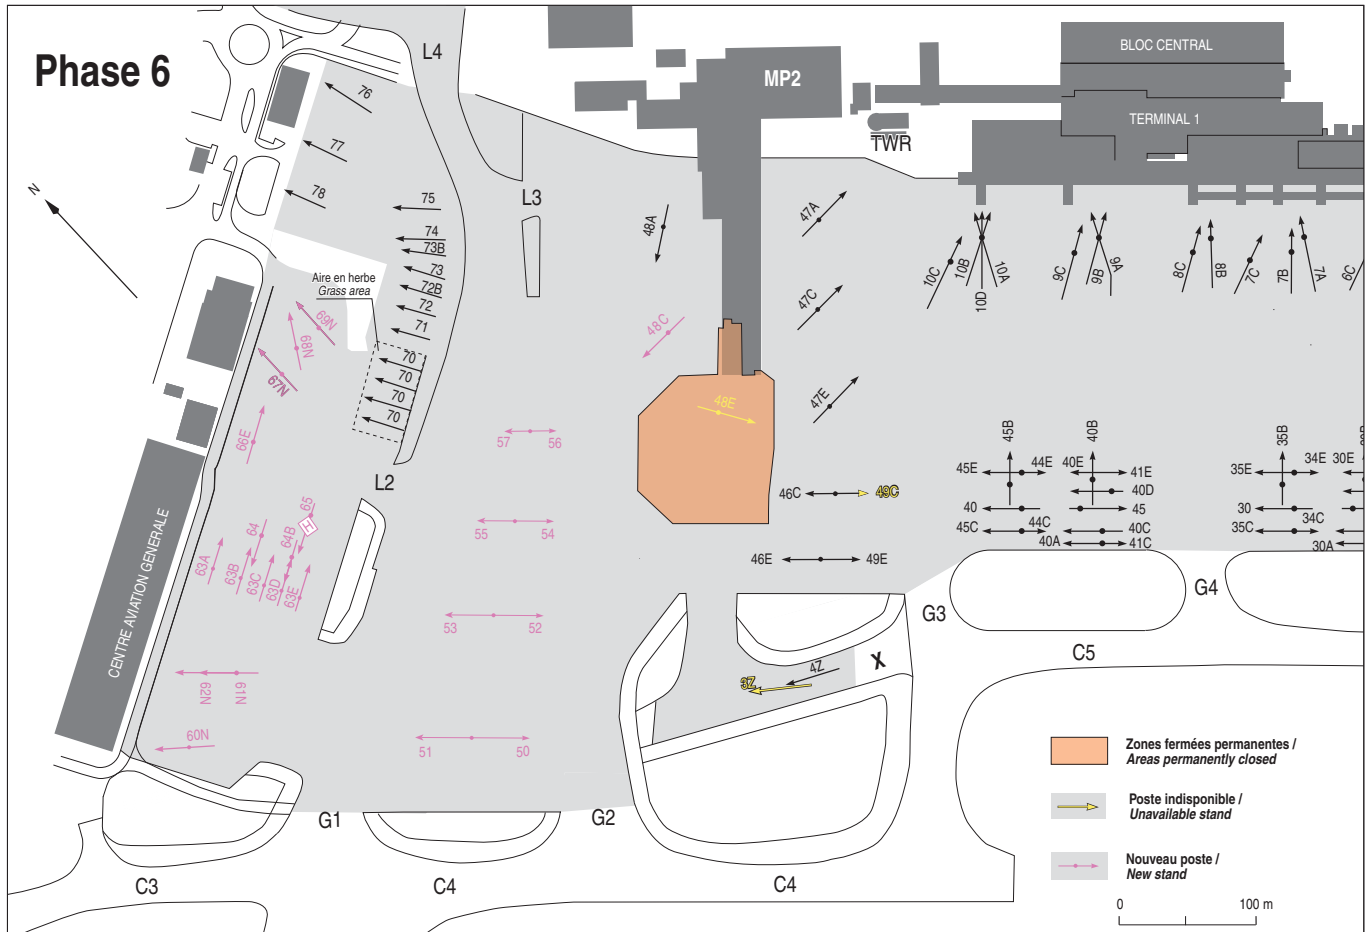 Phase 6
L4
MP2
BLOC CENTRAL
TERMINAL 1
TWR
N
76
77
78
75
74
73B
73
72B
72
71
70
70
70
70
L3
Aire en herbe
Grass area
48A
47A
47C
47E
48C
48E
10C
10B
10D
10A
9C
9B
9A
8C
8B
7C
7B
7A
6C
69N
68N
67N
66E
65
64
64B
63A
63B
63C
63D
63E
62N
61N
60N
L2
57
56
55
54
53
52
51
50
46C
49C
46E
49E
45B
45E
44E
40
45C
44C
40B
40E
41E
40D
45
40C
40A
41C
35B
35E
34E
30
34C
35C
30E
30A
G3
G4
C5
X
4Z
3Z
CENTRE AVIATION GENERALE
G1
G2
C3
C4
C4
Zones fermées permanentes /
Areas permanently closed
Poste indisponible /
Unavailable stand
Nouveau poste /
New stand
0
100 m